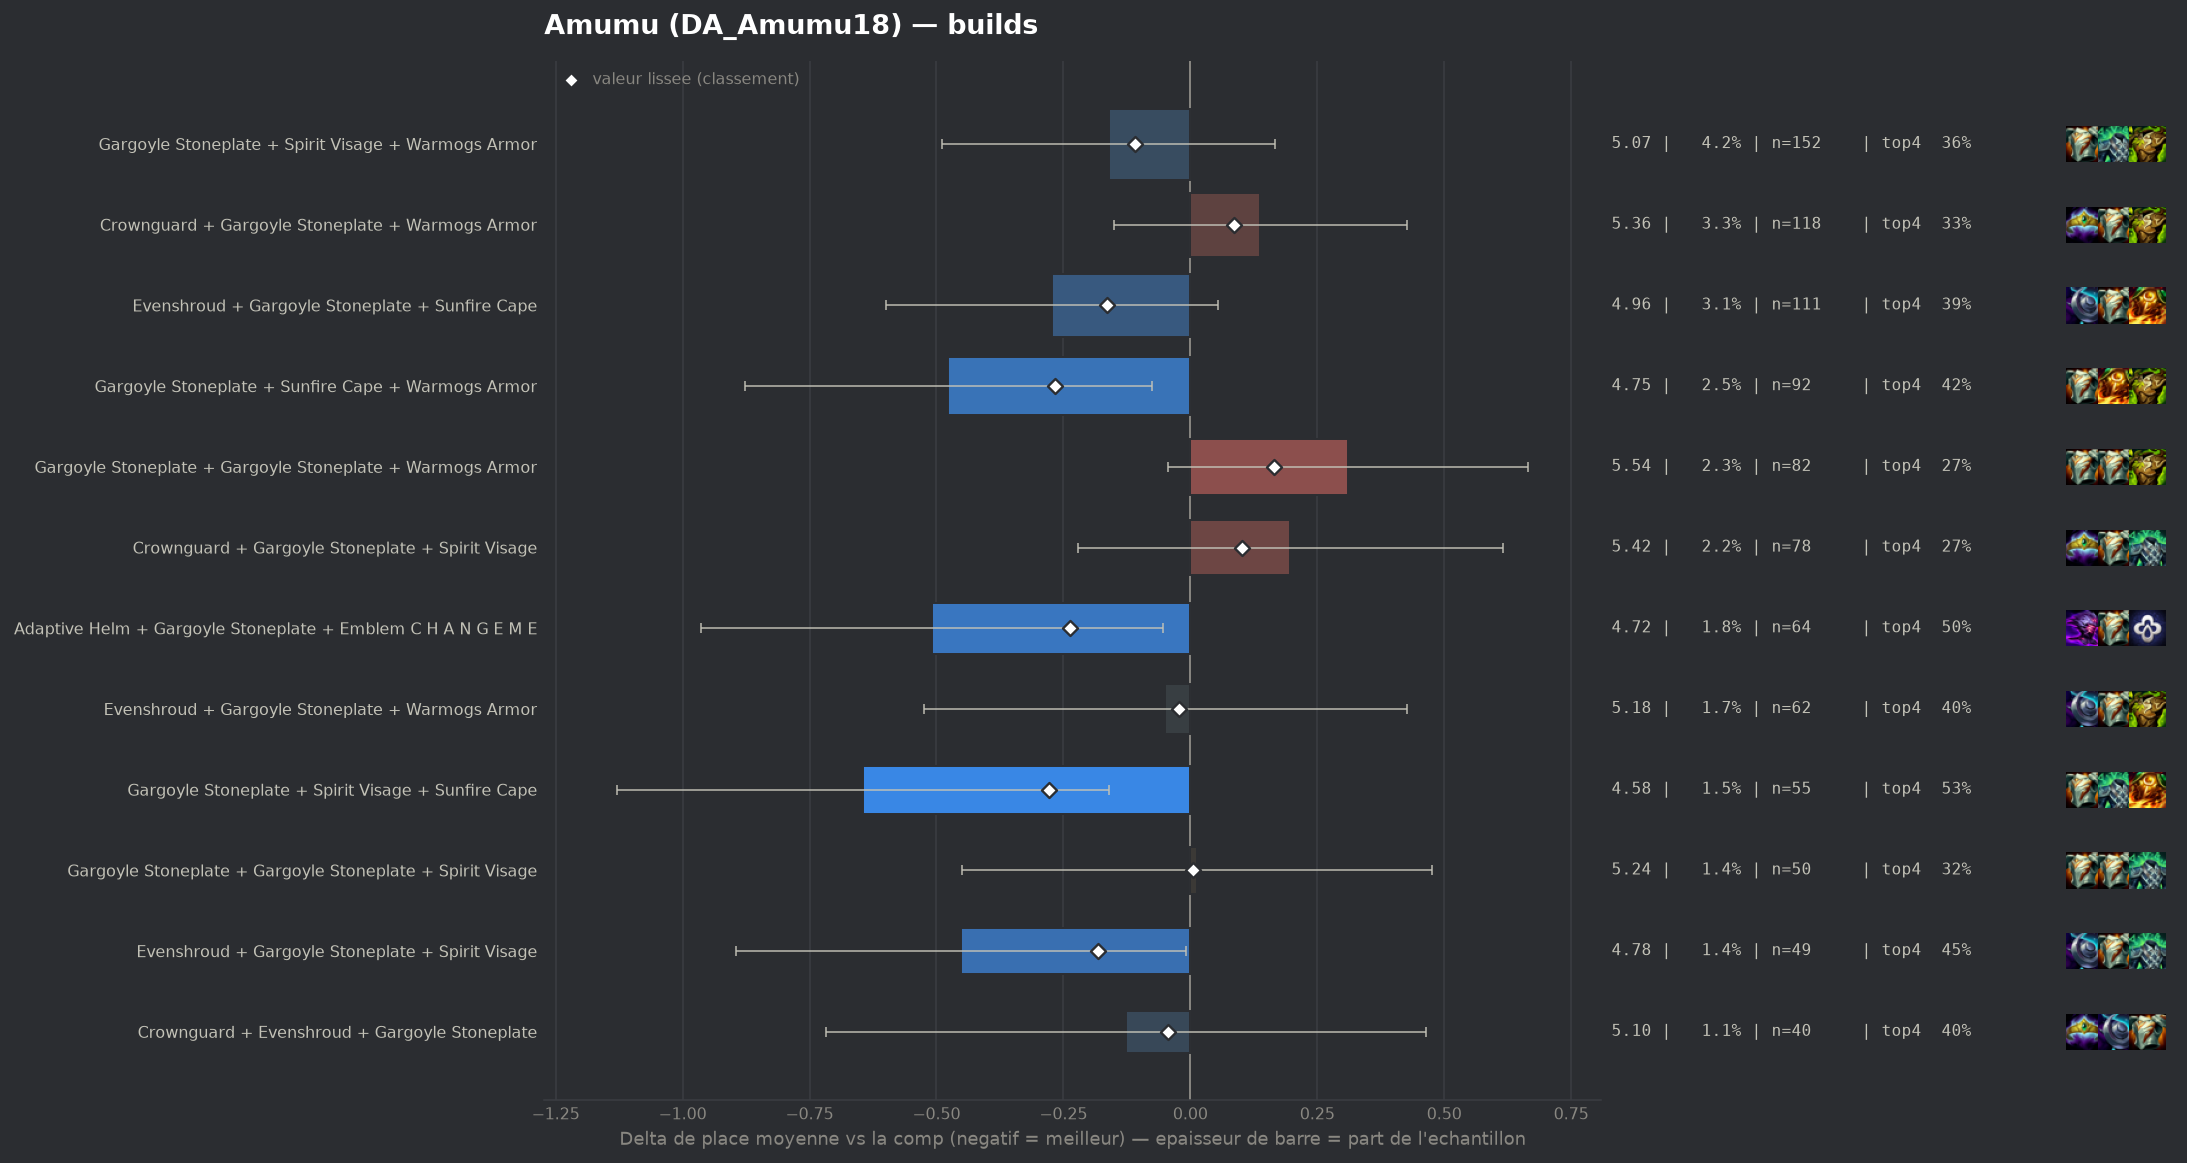 Amumu (DA_Amumu18) — builds
valeur lissee (classement)
Gargoyle Stoneplate + Spirit Visage + Warmogs Armor 5.07 | 4.2% | n=152 | top4 36%
Crownguard + Gargoyle Stoneplate + Warmogs Armor 5.36 | 3.3% | n=118 | top4 33%
Evenshroud + Gargoyle Stoneplate + Sunfire Cape 4.96 | 3.1% | n=111 | top4 39%
Gargoyle Stoneplate + Sunfire Cape + Warmogs Armor 4.75 | 2.5% | n=92 | top4 42%
Gargoyle Stoneplate + Gargoyle Stoneplate + Warmogs Armor 5.54 | 2.3% | n=82 | top4 27%
Crownguard + Gargoyle Stoneplate + Spirit Visage 5.42 | 2.2% | n=78 | top4 27%
Adaptive Helm + Gargoyle Stoneplate + Emblem C H A N G E M E 4.72 | 1.8% | n=64 | top4 50%
Evenshroud + Gargoyle Stoneplate + Warmogs Armor 5.18 | 1.7% | n=62 | top4 40%
Gargoyle Stoneplate + Spirit Visage + Sunfire Cape 4.58 | 1.5% | n=55 | top4 53%
Gargoyle Stoneplate + Gargoyle Stoneplate + Spirit Visage 5.24 | 1.4% | n=50 | top4 32%
Evenshroud + Gargoyle Stoneplate + Spirit Visage 4.78 | 1.4% | n=49 | top4 45%
Crownguard + Evenshroud + Gargoyle Stoneplate 5.10 | 1.1% | n=40 | top4 40%
−1.25 −1.00 −0.75 −0.50 −0.25 0.00 0.25 0.50 0.75
Delta de place moyenne vs la comp (negatif = meilleur) — epaisseur de barre = part de l'echantillon